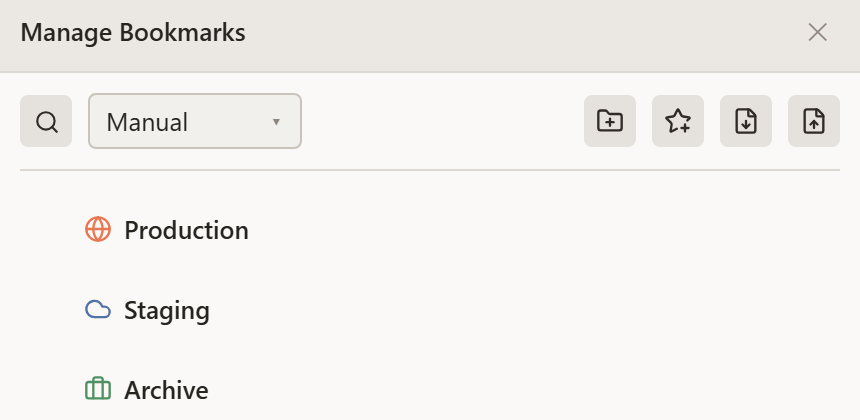 Manage Bookmarks
Manual
Production
Staging
Archive